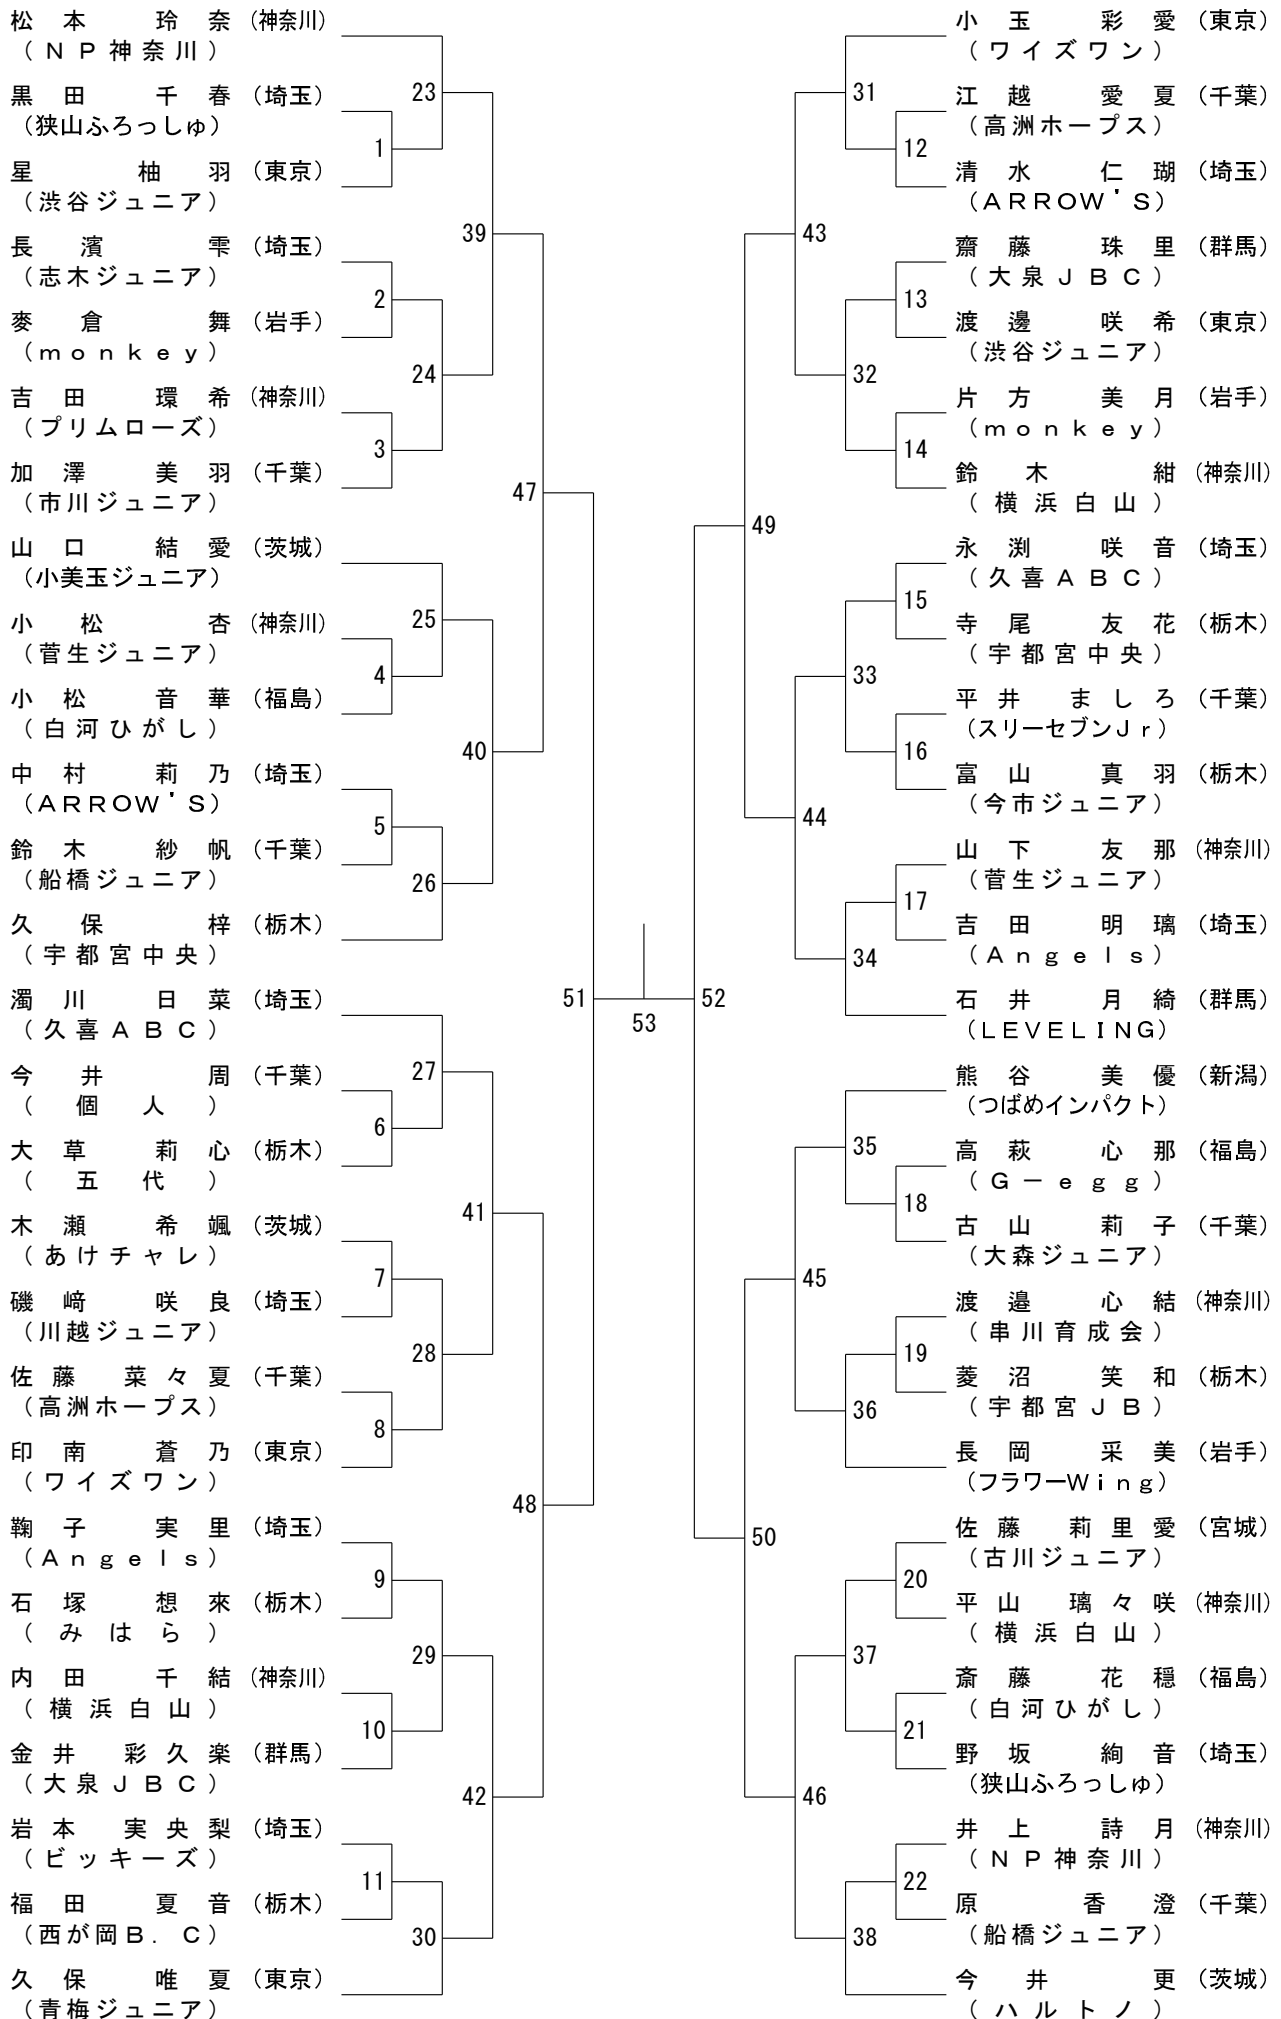 松本 玲奈 (神奈川)
(NP神奈川)
黒田 千春 (埼玉)
(狭山ふろっしゅ)
星 柚羽 (東京)
(渋谷ジュニア)
長濱 雫 (埼玉)
(志木ジュニア)
麥倉 舞 (岩手)
(monkey)
吉田 環希 (神奈川)
(プリムローズ)
加澤 美羽 (千葉)
(市川ジュニア)
山口 結愛 (茨城)
(小美玉ジュニア)
小松 杏 (神奈川)
(菅生ジュニア)
小松 音華 (福島)
(白河ひがし)
中村 莉乃 (埼玉)
(ARROW'S)
鈴木 紗帆 (千葉)
(船橋ジュニア)
久保 梓 (栃木)
(宇都宮中央)
濁川 日菜 (埼玉)
(久喜ABC)
今井 周 (千葉)
(個人)
大草 莉心 (栃木)
(五代)
木瀬 希颯 (茨城)
(あけチャレ)
磯﨑 咲良 (埼玉)
(川越ジュニア)
佐藤 菜々夏 (千葉)
(高洲ホープス)
印南 蒼乃 (東京)
(ワイズワン)
鞠子 実里 (埼玉)
(Angels)
石塚 想來 (栃木)
(みはら)
内田 千結 (神奈川)
(横浜白山)
金井 彩久楽 (群馬)
(大泉JBC)
岩本 実央梨 (埼玉)
(ビッキーズ)
福田 夏音 (栃木)
(西が岡B．C)
久保 唯夏 (東京)
(青梅ジュニア)
1
2
3
4
5
6
7
8
9
10
11
23
24
25
26
27
28
29
30
39
40
41
42
47
48
51
53
52
49
50
43
44
45
46
31
32
33
34
35
36
37
38
12
13
14
15
16
17
18
19
20
21
22
小玉 彩愛 (東京)
(ワイズワン)
江越 愛夏 (千葉)
(高洲ホープス)
清水 仁瑚 (埼玉)
(ARROW'S)
齋藤 珠里 (群馬)
(大泉JBC)
渡邊 咲希 (東京)
(渋谷ジュニア)
片方 美月 (岩手)
(monkey)
鈴木 紺 (神奈川)
(横浜白山)
永渕 咲音 (埼玉)
(久喜ABC)
寺尾 友花 (栃木)
(宇都宮中央)
平井 ましろ (千葉)
(スリーセブンJr)
富山 真羽 (栃木)
(今市ジュニア)
山下 友那 (神奈川)
(菅生ジュニア)
吉田 明璃 (埼玉)
(Angels)
石井 月綺 (群馬)
(LEVELING)
熊谷 美優 (新潟)
(つばめインパクト)
高萩 心那 (福島)
(G－egg)
古山 莉子 (千葉)
(大森ジュニア)
渡邉 心結 (神奈川)
(串川育成会)
菱沼 笑和 (栃木)
(宇都宮JB)
長岡 采美 (岩手)
(フラワーWing)
佐藤 莉里愛 (宮城)
(古川ジュニア)
平山 璃々咲 (神奈川)
(横浜白山)
斎藤 花穏 (福島)
(白河ひがし)
野坂 絢音 (埼玉)
(狭山ふろっしゅ)
井上 詩月 (神奈川)
(NP神奈川)
原 香澄 (千葉)
(船橋ジュニア)
今井 更 (茨城)
(ハルトノ)